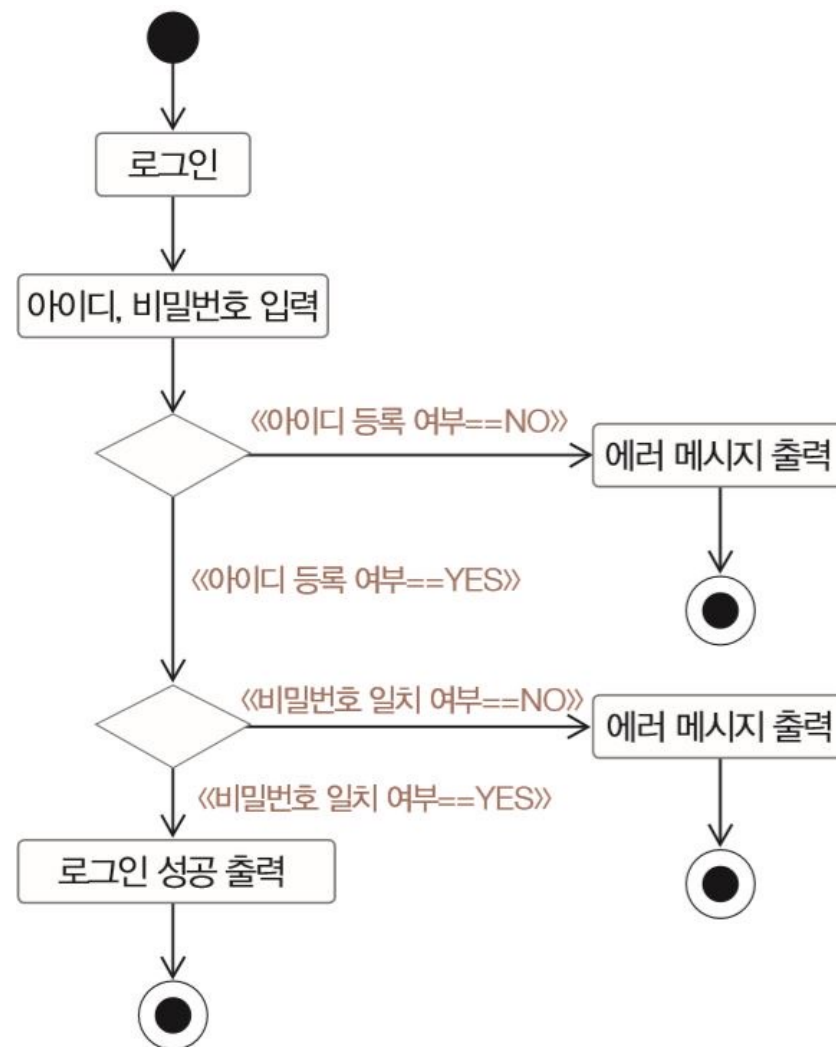 로그인
아이디, 비밀번호 입력
《아이디 등록 여부==NO》
에러 메시지 출력
《아이디 등록 여부==YES》
《비밀번호 일치 여부==NO》
에러 메시지 출력
《비밀번호 일치 여부==YES》
로그인 성공 출력